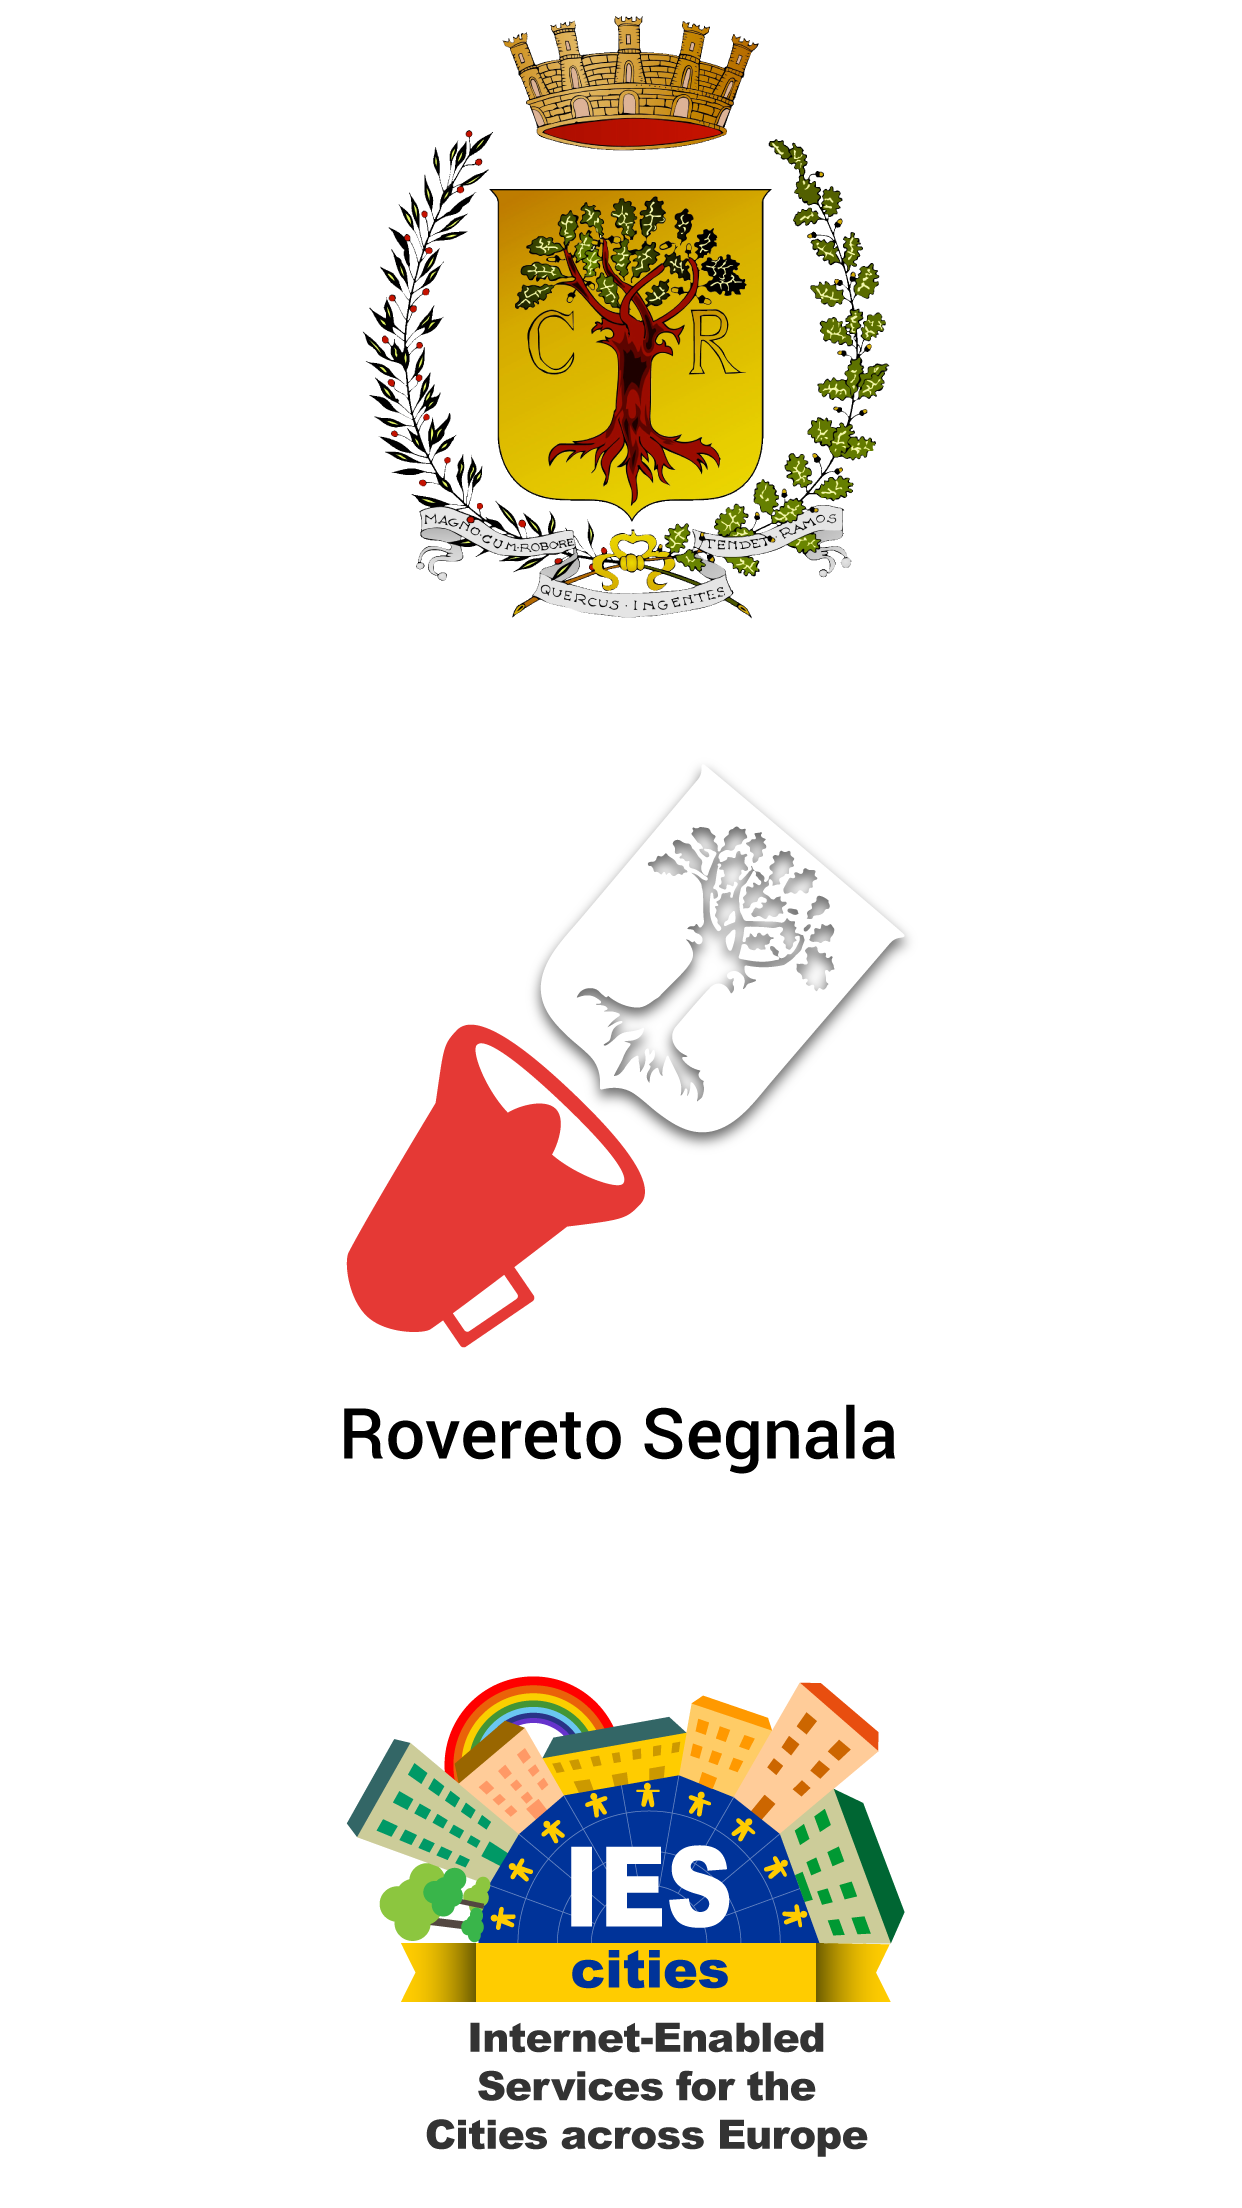 C R
MAGNO·CUM·ROBORE
QUERCUS·INGENTES
TENDET·RAMOS
Rovereto Segnala
IES
cities
Internet-Enabled
Services for the
Cities across Europe